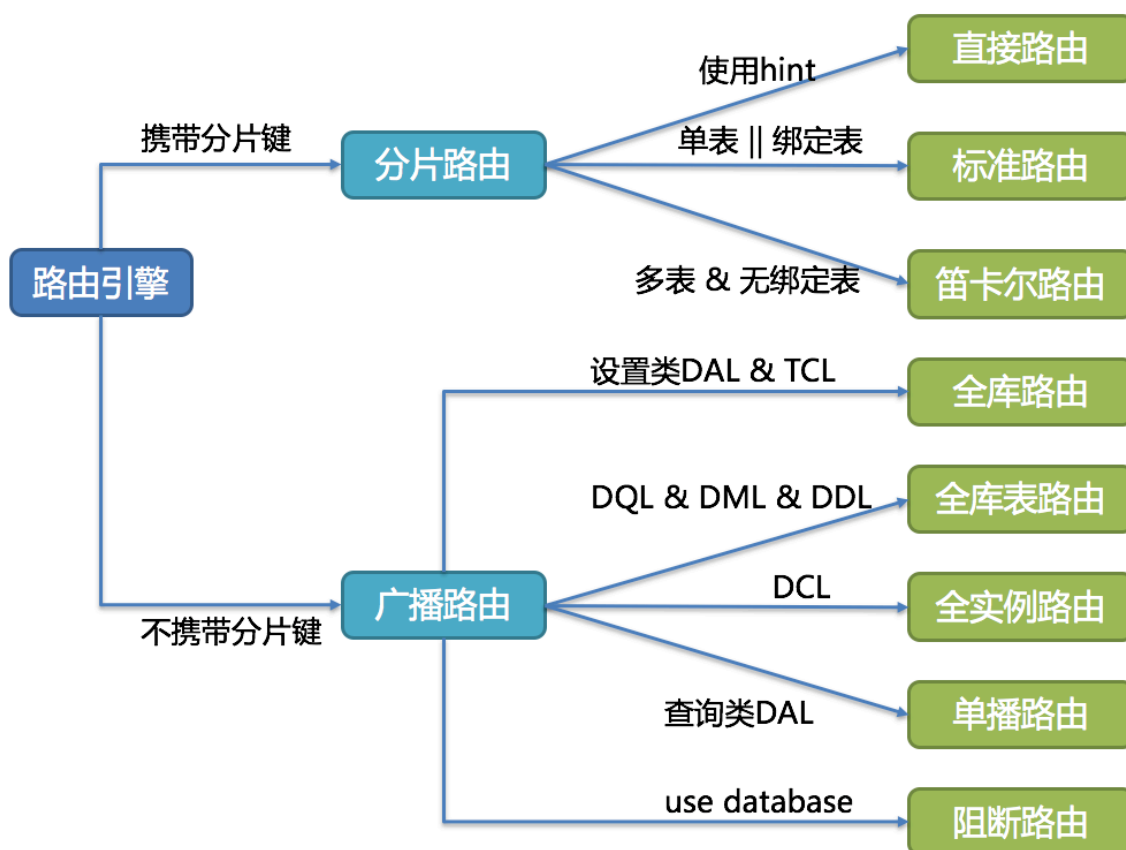 使用hint
直接路由
携带分片键
分片路由
单表 || 绑定表
标准路由
路由引擎
多表 & 无绑定表
笛卡尔路由
设置类DAL & TCL
全库路由
DQL & DML & DDL
全库表路由
不携带分片键
广播路由
DCL
全实例路由
查询类DAL
单播路由
use database
阻断路由